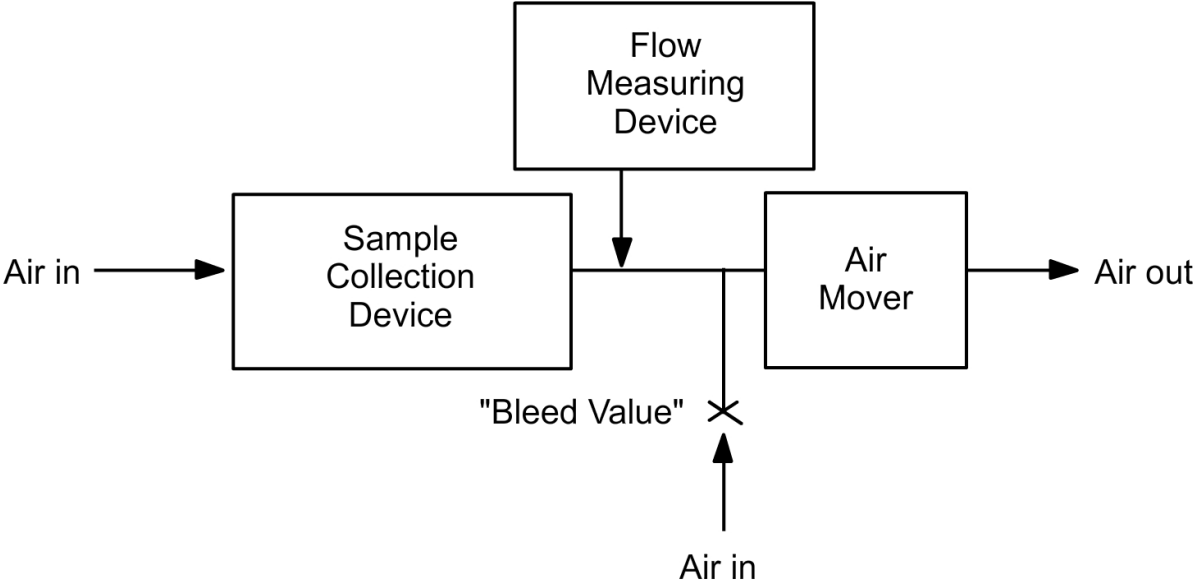 Flow
Measuring
Device
Air in
Sample
Collection
Device
Air
Mover
Air out
"Bleed Value"
Air in